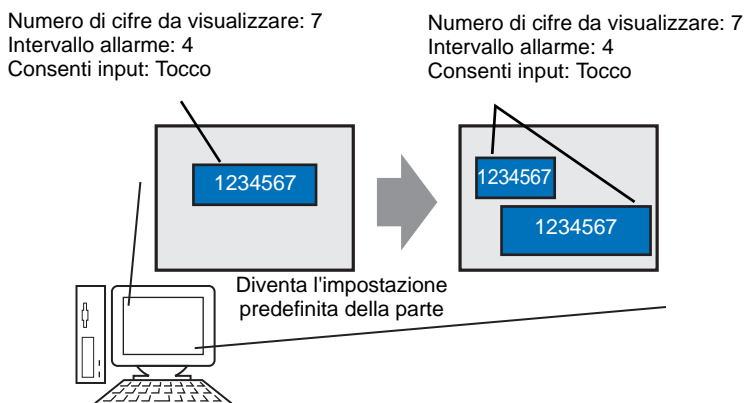 Numero di cifre da visualizzare: 7
Intervallo allarme: 4
Consenti input: Tocco
Numero di cifre da visualizzare: 7
Intervallo allarme: 4
Consenti input: Tocco
1234567
1234567
1234567
Diventa l'impostazione
predefinita della parte